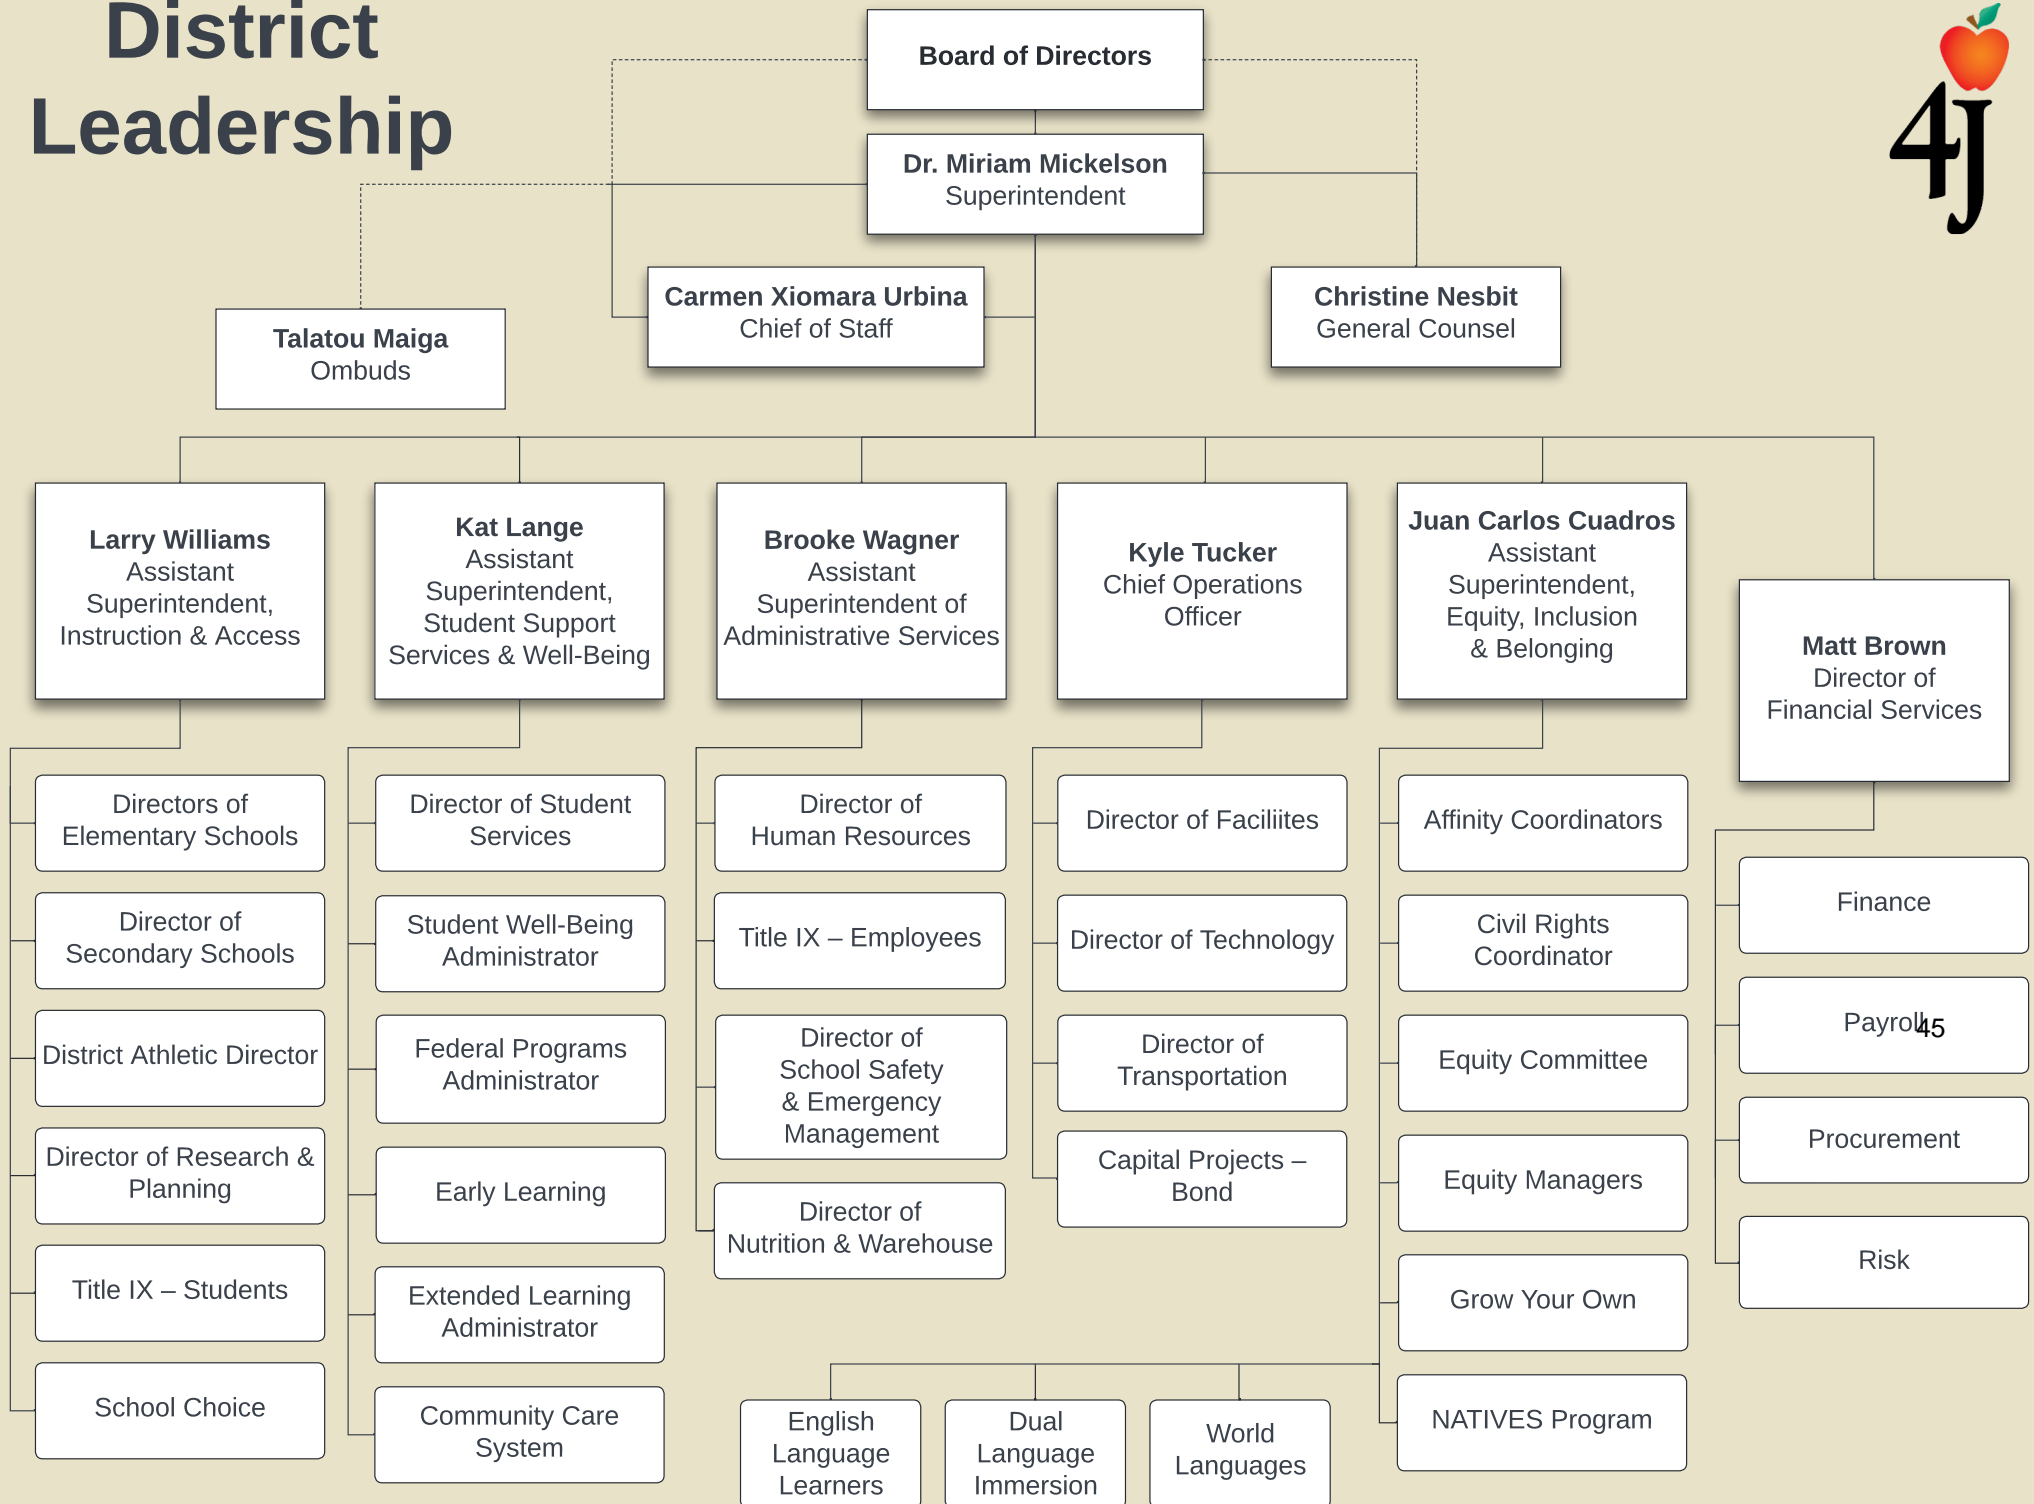 District
Leadership
4J
Board of Directors
Dr. Miriam Mickelson
Superintendent
Carmen Xiomara Urbina
Chief of Staff
Christine Nesbit
General Counsel
Talatou Maiga
Ombuds
Larry Williams
Assistant
Superintendent,
Instruction & Access
Kat Lange
Assistant
Superintendent,
Student Support
Services & Well-Being
Brooke Wagner
Assistant
Superintendent of
Administrative Services
Kyle Tucker
Chief Operations
Officer
Juan Carlos Cuadros
Assistant
Superintendent,
Equity, Inclusion
& Belonging
Matt Brown
Director of
Financial Services
Directors of
Elementary Schools
Director of
Secondary Schools
District Athletic Director
Director of Research &
Planning
Title IX – Students
School Choice
Director of Student
Services
Student Well-Being
Administrator
Federal Programs
Administrator
Early Learning
Extended Learning
Administrator
Community Care
System
Director of
Human Resources
Title IX – Employees
Director of
School Safety
& Emergency
Management
Director of
Nutrition & Warehouse
Director of Faciliites
Director of Technology
Director of
Transportation
Capital Projects –
Bond
Affinity Coordinators
Civil Rights
Coordinator
Equity Committee
Equity Managers
Grow Your Own
NATIVES Program
English
Language
Learners
Dual
Language
Immersion
World
Languages
Finance
Payroll
45
Procurement
Risk